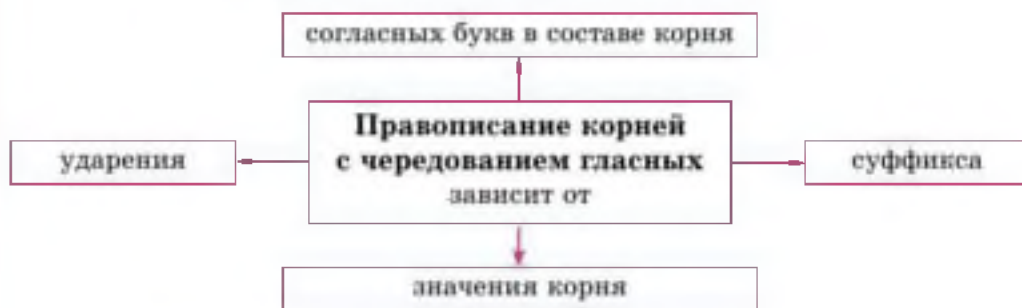 согласных букв в составе корня
Правописание корней
с чередованием гласных
зависит от
ударения
суффикса
значения корня